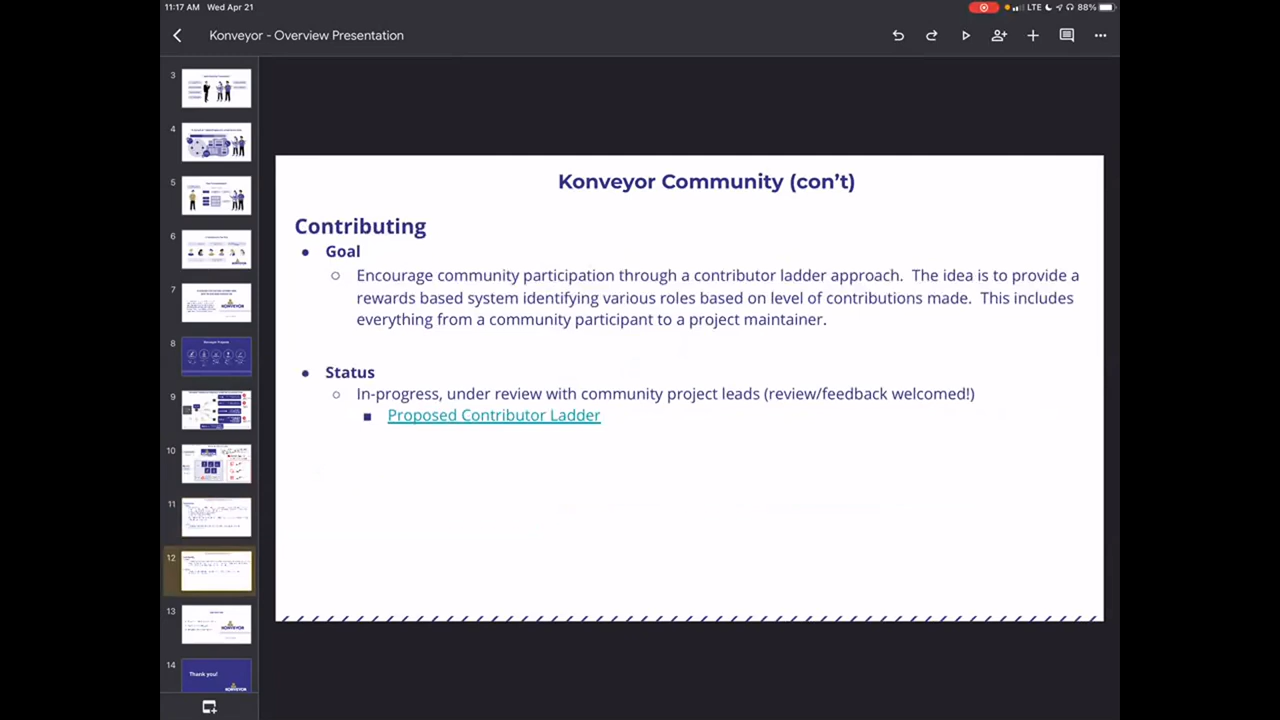 11:17 AM Wed Apr 21
LTE 88%
Konveyor - Overview Presentation
3
4
5
6
7
8
9
10
11
12
13
14
Thank you!
KONVEYOR
Konveyor Community (con’t)
Contributing
● Goal
○ Encourage community participation through a contributor ladder approach. The idea is to provide a
rewards based system identifying various roles based on level of contributions made. This includes
everything from a community participant to a project maintainer.
● Status
○ In-progress, under review with community project leads (review/feedback welcomed!)
■ Proposed Contributor Ladder